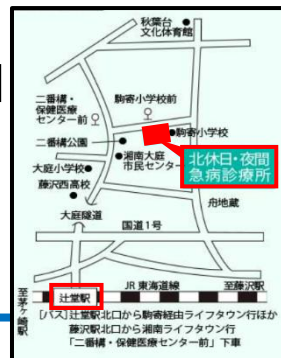 秋葉台
文化体育館
二番構・
保健医療
センター前
駒寄小学校前
駒寄小学校
二番構公園
湘南大庭
市民センター
北休日・夜間
急病診療所
大庭小学校
藤沢西高校
舟地蔵
大庭隧道
国道1号
至茅ヶ崎駅
辻堂駅
JR 東海道線
至藤沢駅
[バス]辻堂駅北口から駒寄経由ライフタウン行ほか
藤沢駅北口から湘南ライフタウン行
「二番構・保健医療センター前」下車